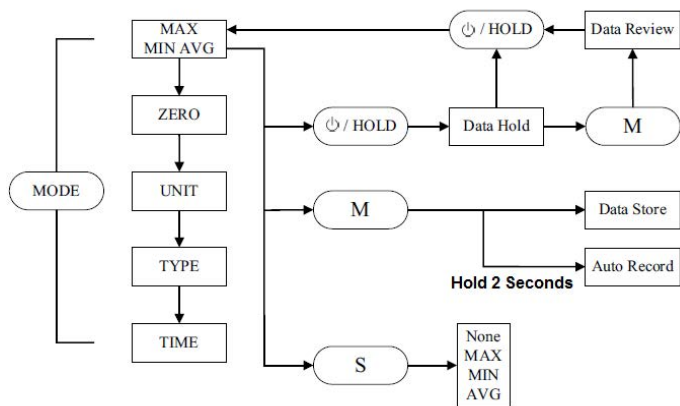 MAX
MIN AVG
⏻ / HOLD
Data Review
ZERO
⏻ / HOLD
Data Hold
M
MODE
UNIT
M
Data Store
TYPE
Auto Record
Hold 2 Seconds
TIME
S
None
MAX
MIN
AVG